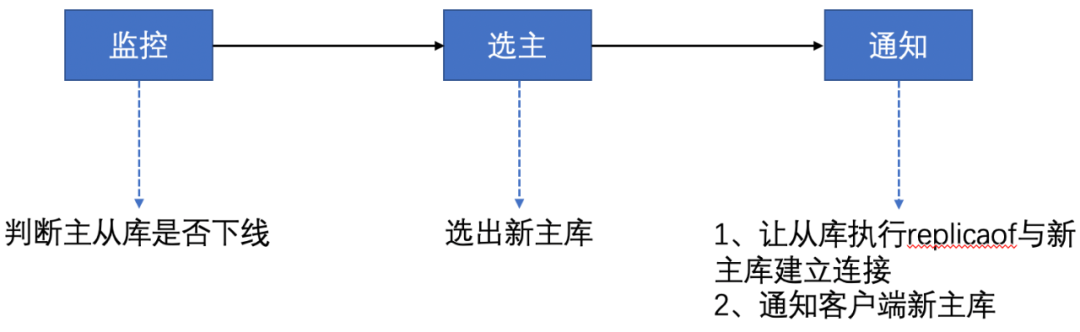 监控
选主
通知
判断主从库是否下线
选出新主库
1、让从库执行replicaof与新
主库建立连接
2、通知客户端新主库